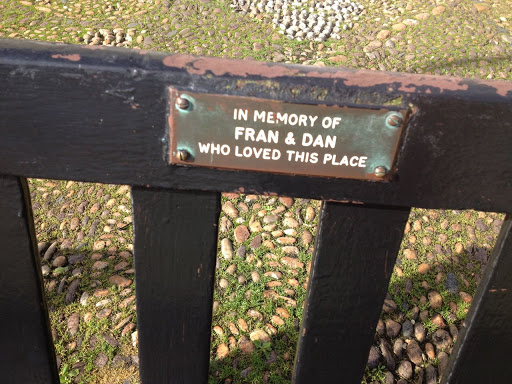 IN MEMORY OF
FRAN & DAN
WHO LOVED THIS PLACE